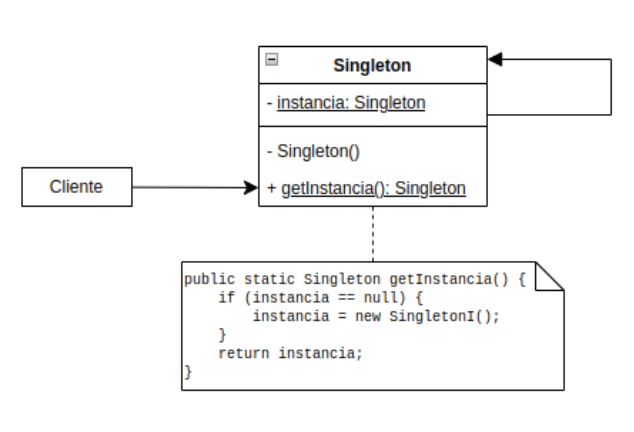 Singleton
- instancia: Singleton
- Singleton()
Cliente
+ getInstancia(): Singleton
public static Singleton getInstancia() {
    if (instancia == null) {
        instancia = new SingletonI();
    }
    return instancia;
}